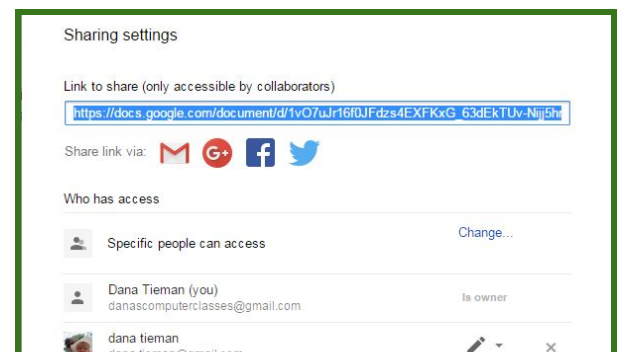 Sharing settings
Link to share (only accessible by collaborators)
https://docs.google.com/document/d/1vO7uJr16f0JFdzs4EXFKxG_63dEkTUv-Nijj5h
Share link via: G+ f
Who has access
Specific people can access Change...
Dana Tieman (you) Is owner
danascomputerclasses@gmail.com
dana tieman